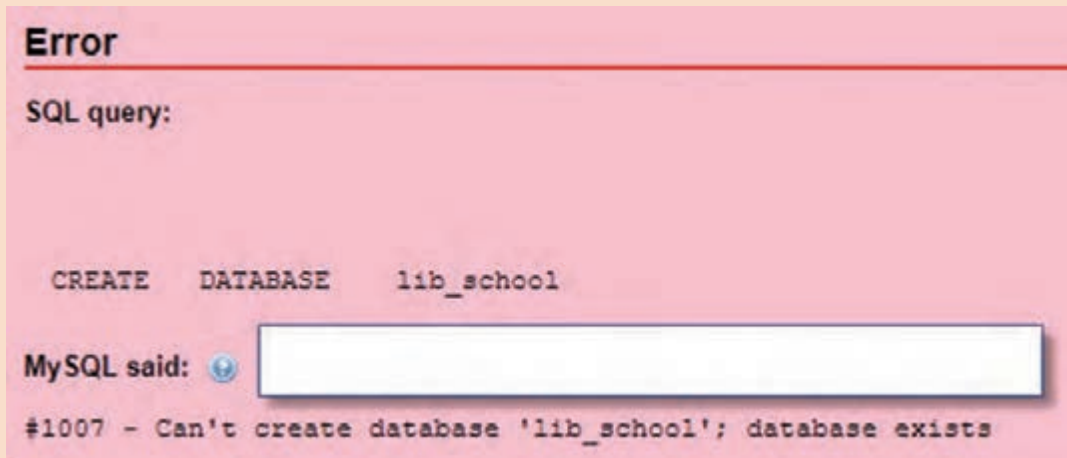 Error
SQL query:
CREATE DATABASE lib_school
MySQL said:
#1007 - Can't create database 'lib_school'; database exists